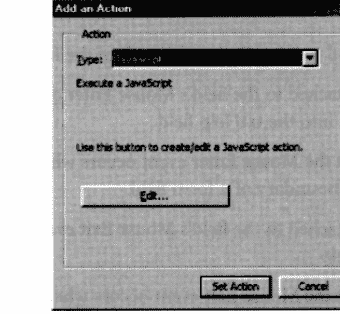 Add an Action
Action
Type: JavaScript
Execute a JavaScript
Use this button to create/edit a JavaScript action.
Edit...
Set Action Cancel